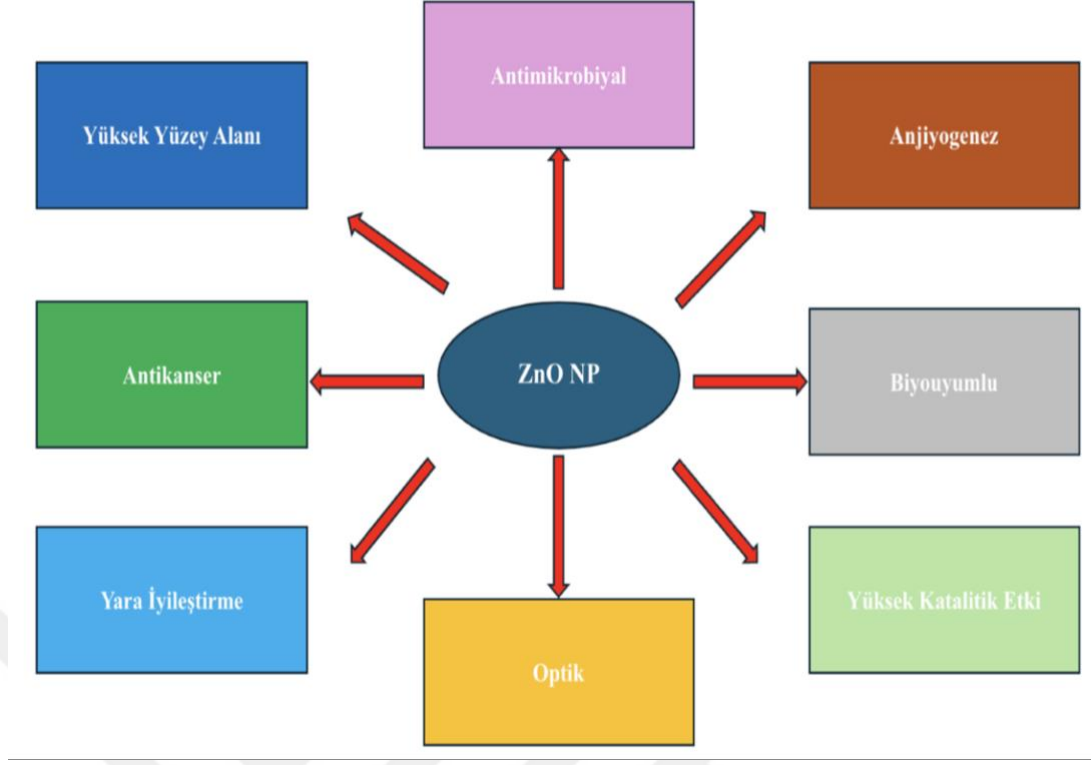 Antimikrobiyal
Yüksek Yüzey Alanı
Anjiyogenez
ZnO NP
Antikanser
Biyouyumlu
Yara İyileştirme
Yüksek Katalitik Etki
Optik